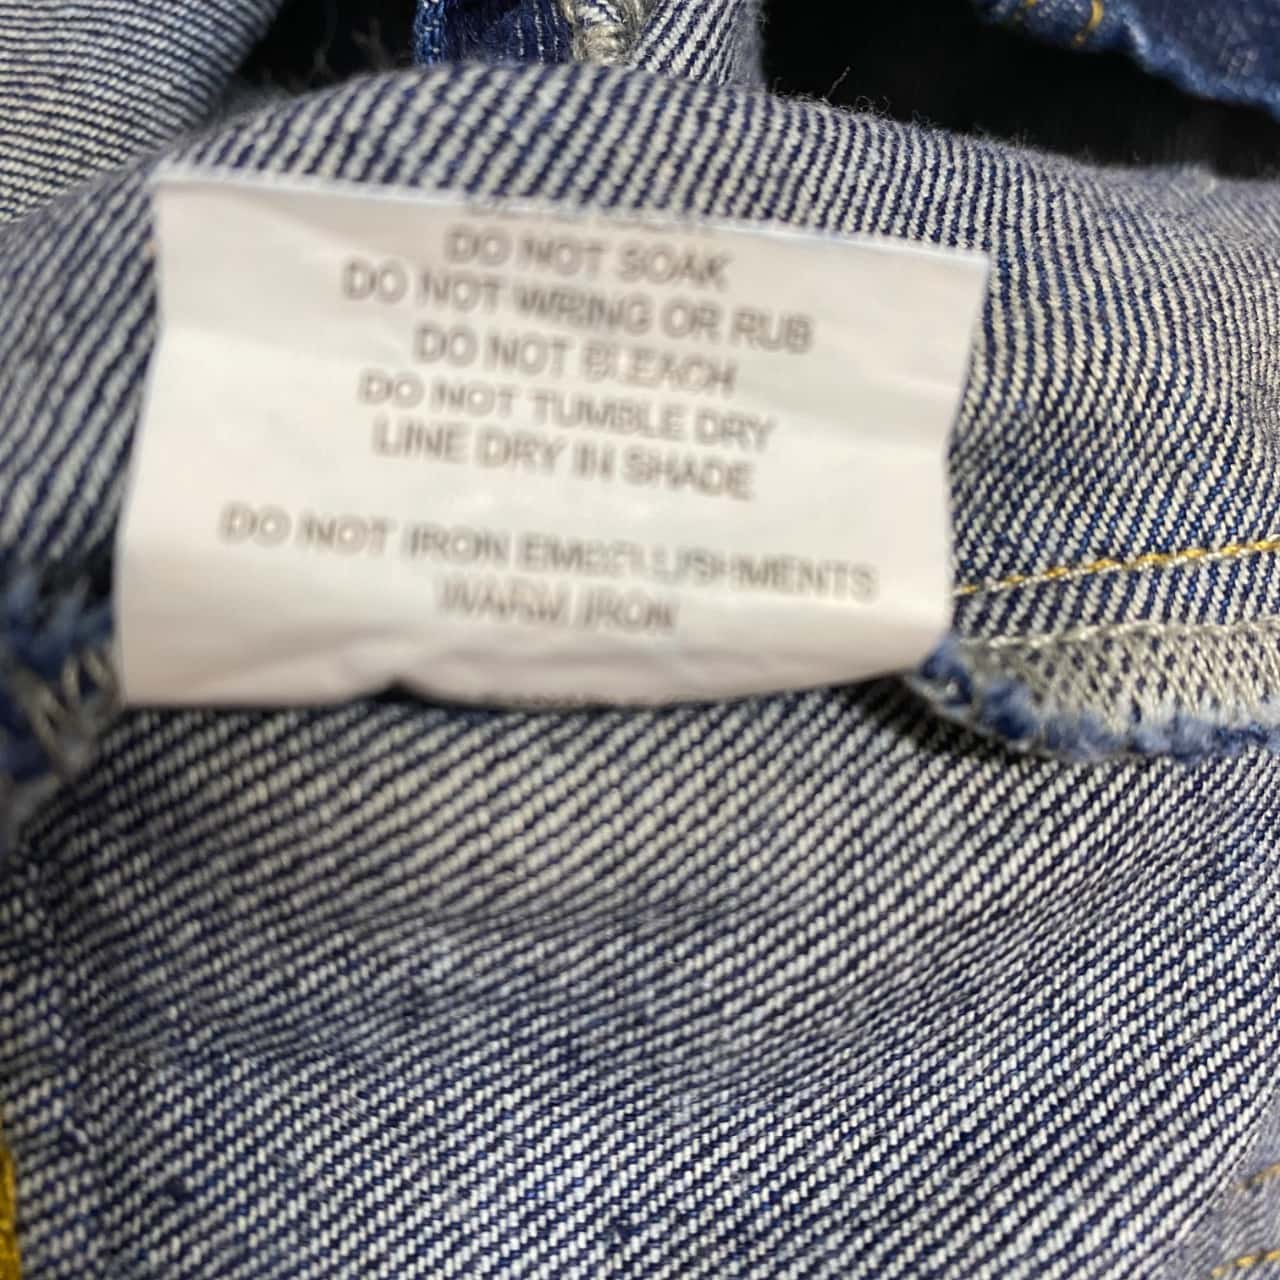 DO NOT SOAK
DO NOT WRING OR RUB
DO NOT BLEACH
DO NOT TUMBLE DRY
LINE DRY IN SHADE
DO NOT IRON EMBELLISHMENTS
WARM IRON